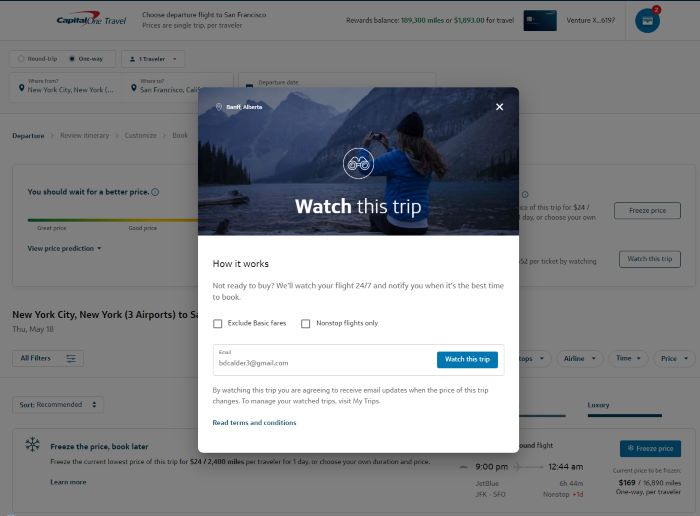 Capital One Travel
Choose departure flight to San Francisco
Prices are single trip, per traveler
Rewards balance: 189,300 miles or $1,893.00 for travel
Venture X...6197
2
Round-trip
One-way
1 Traveler
Where from?
New York City, New York (...
Where to?
San Francisco, Cali
Departure date
Departure > Review itinerary > Customize > Book
You should wait for a better price.
Great price
Good price
View price prediction
ce of this trip for $24 /
1 day, or choose your own
Freeze price
$52 per ticket by watching
Watch this trip
Banff, Alberta
Watch this trip
How it works
Not ready to buy? We'll watch your flight 24/7 and notify you when it's the best time
to book.
Exclude Basic fares
Nonstop flights only
Email
bdcalder3@gmail.com
Watch this trip
By watching this trip you are agreeing to receive email updates when the price of this trip
changes. To manage your watched trips, visit My Trips.
Read terms and conditions
New York City, New York (3 Airports) to Sa
Thu, May 18
All Filters
tops
Airline
Time
Price
Sort: Recommended
Luxury
Freeze the price, book later
Freeze the current lowest price of this trip for $24 / 2,400 miles per traveler for 1 day, or choose your own duration and price.
Learn more
ound flight
9:00 pm
12:44 am
JetBlue
6h 44m
JFK - SFO
Nonstop +1d
Freeze price
Current price to be frozen:
$169 / 16,890 miles
One-way, per traveler